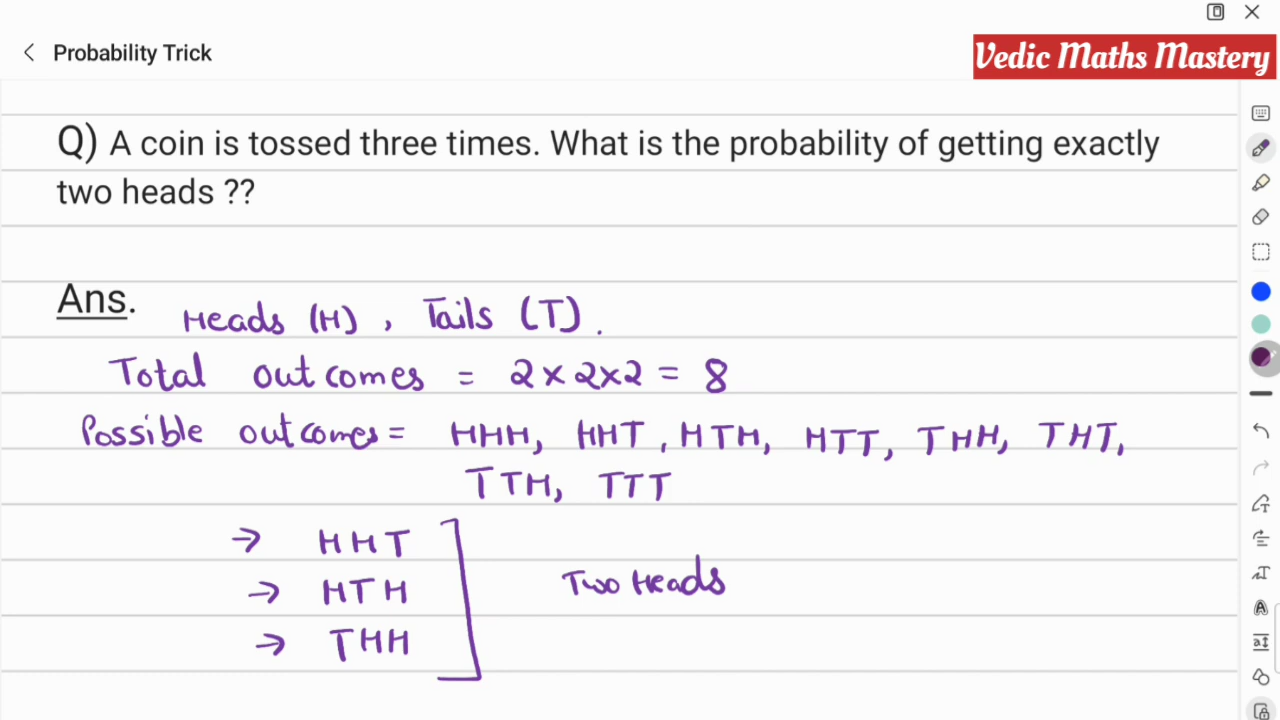 Probability Trick
Vedic Maths Mastery
Q) A coin is tossed three times. What is the probability of getting exactly
two heads ??
Ans.
Heads (H) , Tails (T) .
Total outcomes = 2 x 2x2 = 8
Possible outcomes = HHH, HHT , HTH, HTT, THH, THT,
TTH, TTT
→ HHT
→ HTH
→ THH
Two Heads